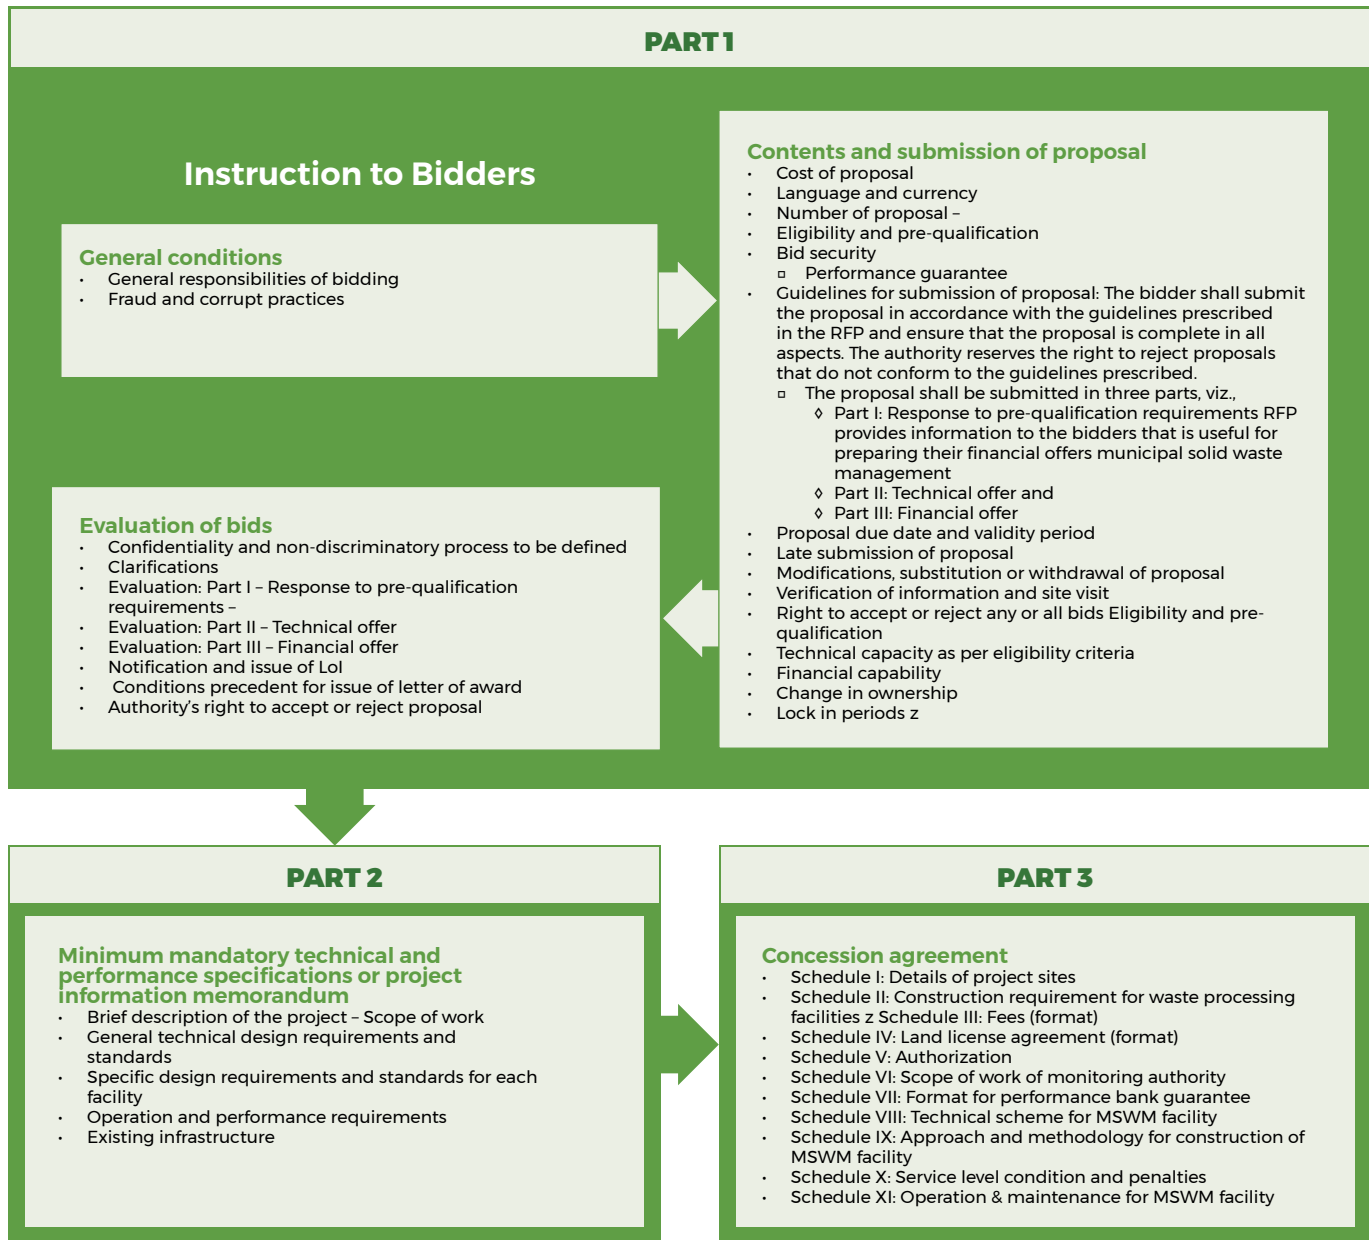 PART 1
Instruction to Bidders
General conditions
• General responsibilities of bidding
• Fraud and corrupt practices
Contents and submission of proposal
• Cost of proposal
• Language and currency
• Number of proposal –
• Eligibility and pre-qualification
• Bid security
▫ Performance guarantee
• Guidelines for submission of proposal: The bidder shall submit
the proposal in accordance with the guidelines prescribed
in the RFP and ensure that the proposal is complete in all
aspects. The authority reserves the right to reject proposals
that do not conform to the guidelines prescribed.
▫ The proposal shall be submitted in three parts, viz.,
◊ Part I: Response to pre-qualification requirements RFP
provides information to the bidders that is useful for
preparing their financial offers municipal solid waste
management
◊ Part II: Technical offer and
◊ Part III: Financial offer
• Proposal due date and validity period
• Late submission of proposal
• Modifications, substitution or withdrawal of proposal
• Verification of information and site visit
• Right to accept or reject any or all bids Eligibility and pre-
qualification
• Technical capacity as per eligibility criteria
• Financial capability
• Change in ownership
• Lock in periods z
Evaluation of bids
• Confidentiality and non-discriminatory process to be defined
• Clarifications
• Evaluation: Part I – Response to pre-qualification
requirements –
• Evaluation: Part II – Technical offer
• Evaluation: Part III – Financial offer
• Notification and issue of LoI
• Conditions precedent for issue of letter of award
• Authority's right to accept or reject proposal
PART 2
Minimum mandatory technical and
performance specifications or project
information memorandum
• Brief description of the project – Scope of work
• General technical design requirements and
standards
• Specific design requirements and standards for each
facility
• Operation and performance requirements
• Existing infrastructure
PART 3
Concession agreement
• Schedule I: Details of project sites
• Schedule II: Construction requirement for waste processing
facilities z Schedule III: Fees (format)
• Schedule IV: Land license agreement (format)
• Schedule V: Authorization
• Schedule VI: Scope of work of monitoring authority
• Schedule VII: Format for performance bank guarantee
• Schedule VIII: Technical scheme for MSWM facility
• Schedule IX: Approach and methodology for construction of
MSWM facility
• Schedule X: Service level condition and penalties
• Schedule XI: Operation & maintenance for MSWM facility